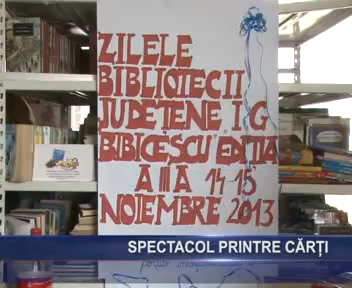 ZILELE
BIBLIOTECII
JUDEȚENE „I.G.
BIBICESCU” EDIȚIA
A III A 14-15
NOIEMBRIE 2013
SPECTACOL PRINTRE CĂRȚI